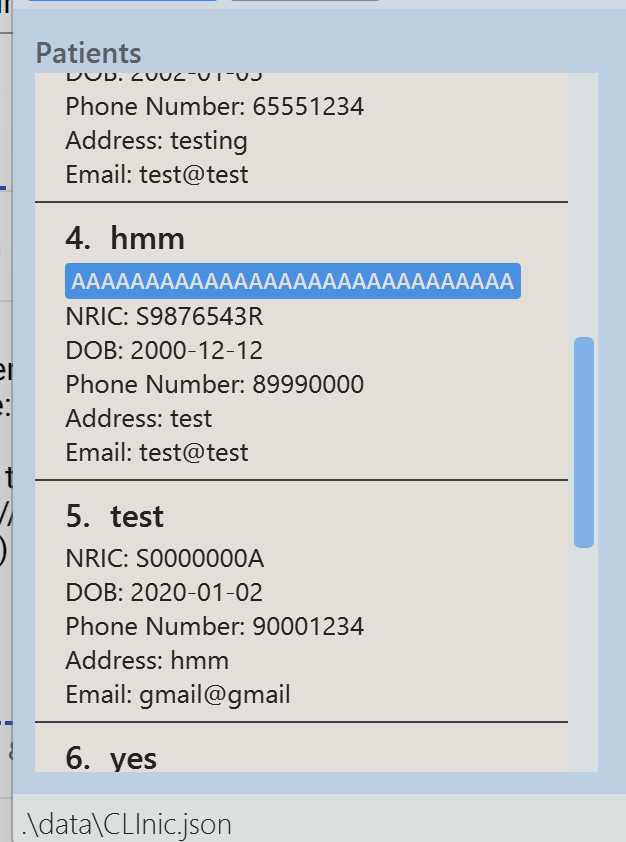 Patients
DOB: 2002-01-05
Phone Number: 65551234
Address: testing
Email: test@test
4. hmm
AAAAAAAAAAAAAAAAAAAAAAAAAAAAAA
NRIC: S9876543R
DOB: 2000-12-12
Phone Number: 89990000
Address: test
Email: test@test
5. test
NRIC: S0000000A
DOB: 2020-01-02
Phone Number: 90001234
Address: hmm
Email: gmail@gmail
6. yes
.\data\CLInic.json